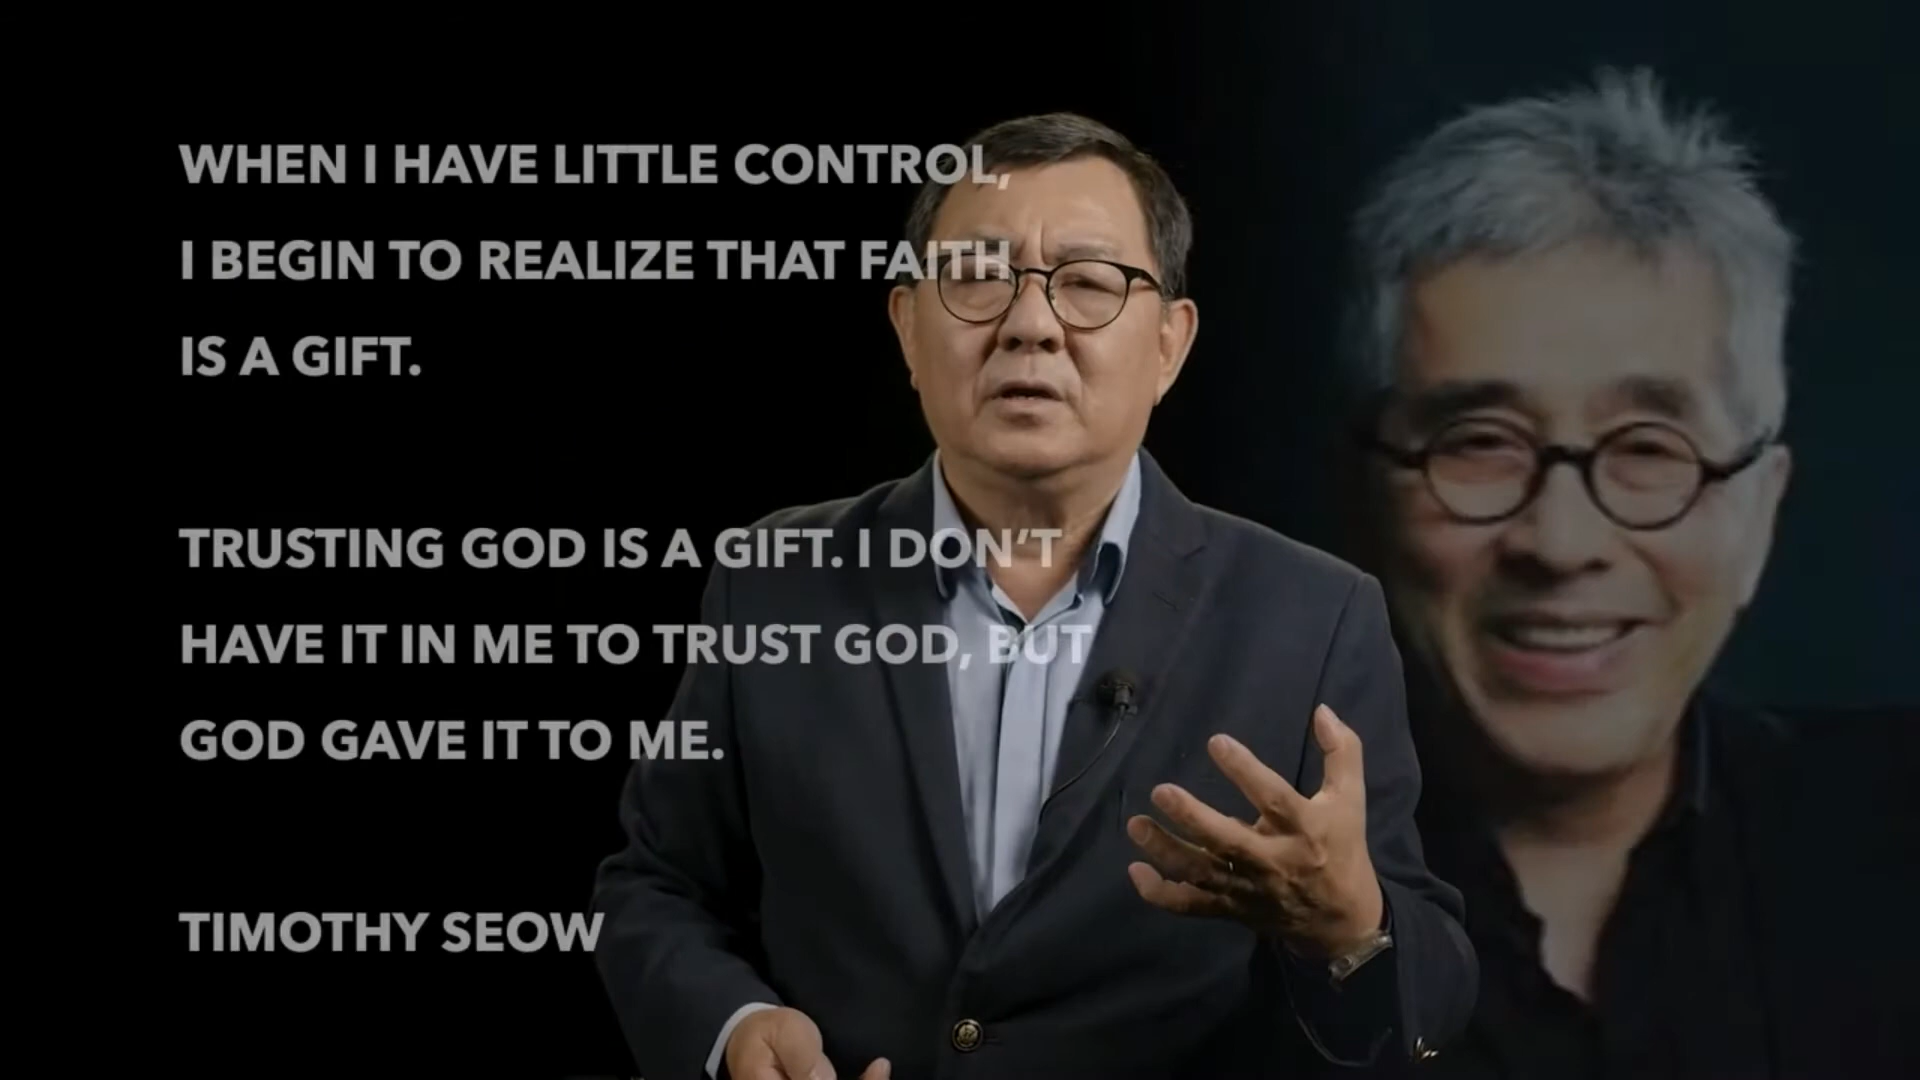 WHEN I HAVE LITTLE CONTROL,
I BEGIN TO REALIZE THAT FAITH
IS A GIFT.
TRUSTING GOD IS A GIFT. I DON'T
HAVE IT IN ME TO TRUST GOD, BUT
GOD GAVE IT TO ME.
TIMOTHY SEOW